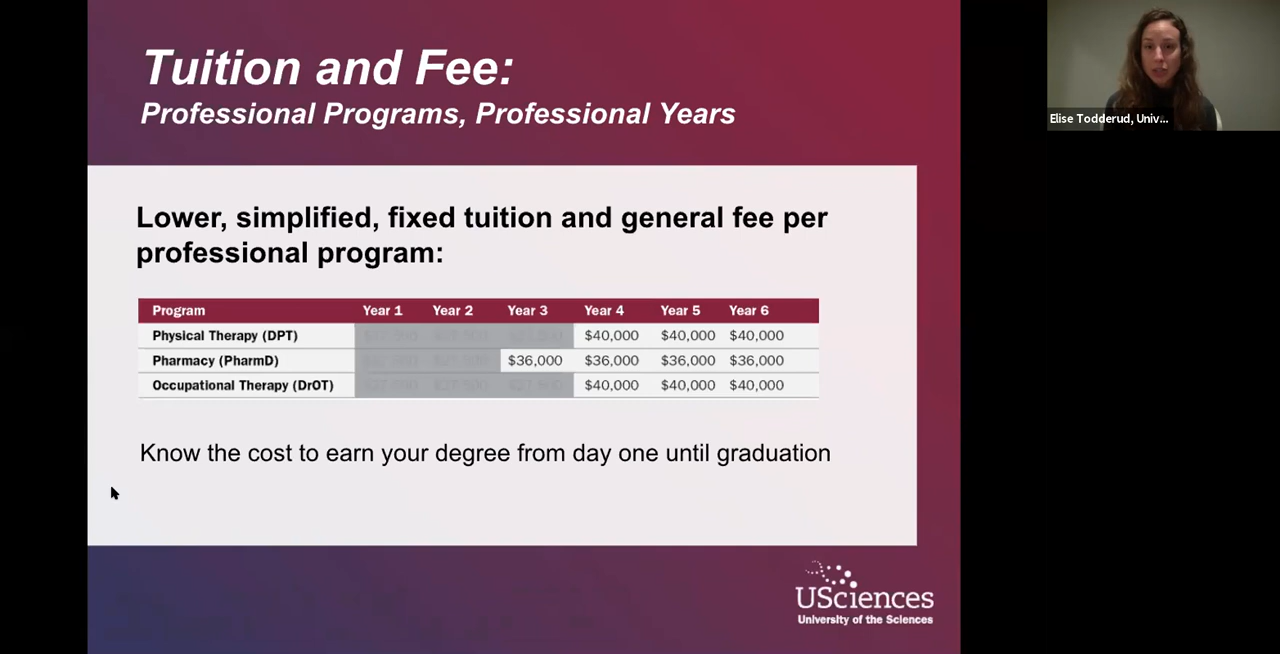 Tuition and Fee:
Professional Programs, Professional Years
Elise Todderud, Univ...
Lower, simplified, fixed tuition and general fee per
professional program:
Program Year 1 Year 2 Year 3 Year 4 Year 5 Year 6
Physical Therapy (DPT) $40,000 $40,000 $40,000
Pharmacy (PharmD) $36,000 $36,000 $36,000 $36,000
Occupational Therapy (DrOT) $40,000 $40,000 $40,000
Know the cost to earn your degree from day one until graduation
USciences
University of the Sciences